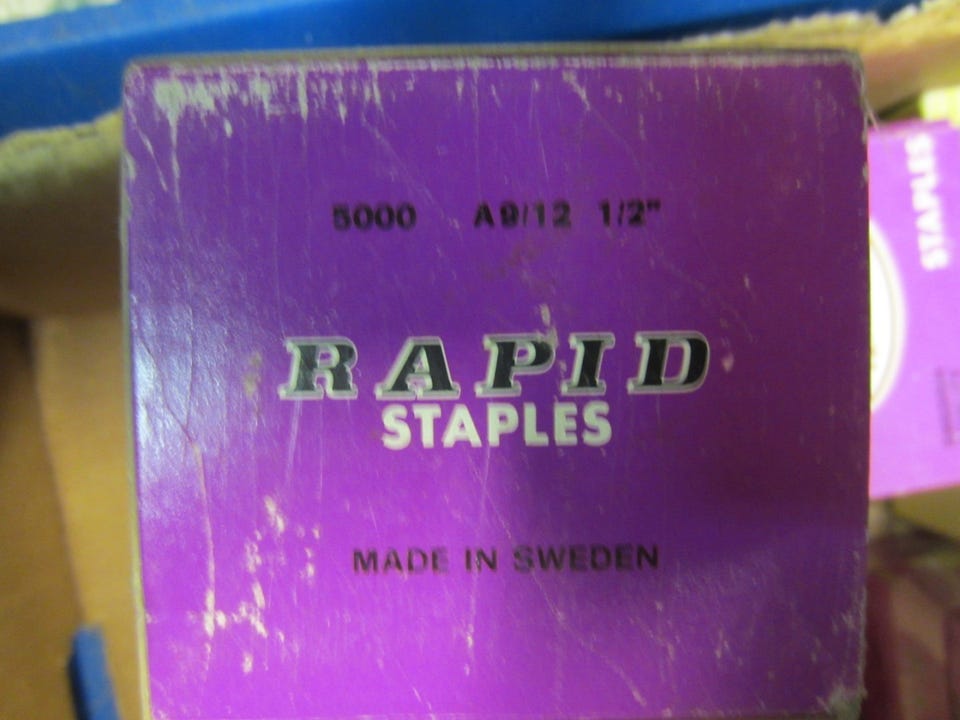 5000 A9/12 1/2"
RAPID
STAPLES
MADE IN SWEDEN
STAPLES